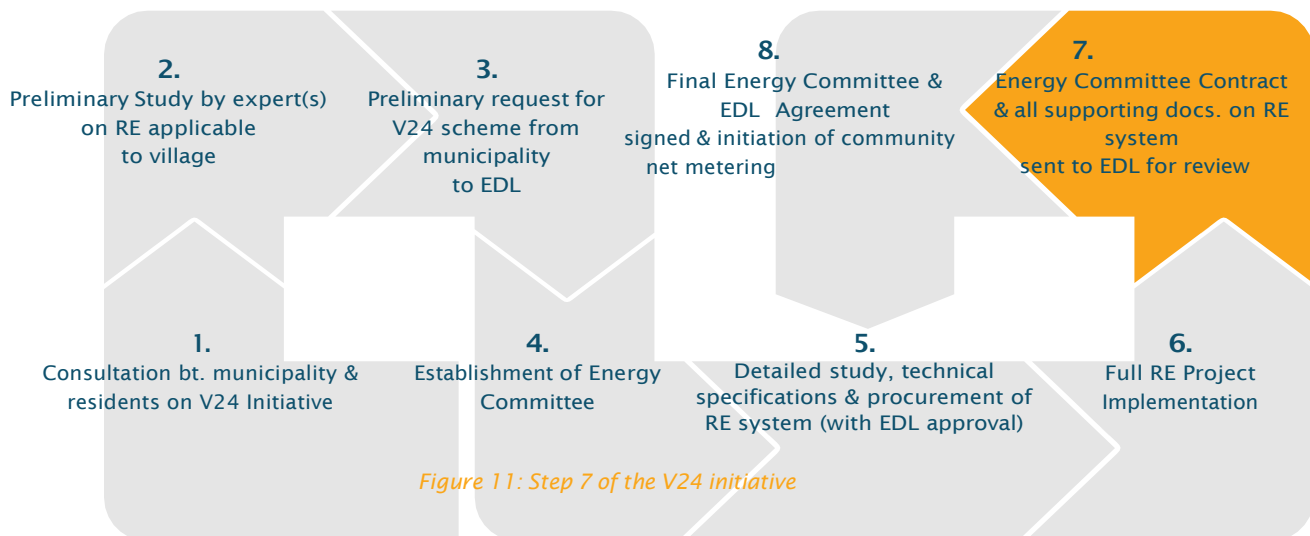 2.
Preliminary Study by expert(s)
on RE applicable
to village
3.
Preliminary request for
V24 scheme from
municipality
to EDL
8.
Final Energy Committee &
EDL Agreement
signed & initiation of community
net metering
7.
Energy Committee Contract
& all supporting docs. on RE
system
sent to EDL for review
1.
Consultation bt. municipality &
residents on V24 Initiative
4.
Establishment of Energy
Committee
5.
Detailed study, technical
specifications & procurement of
RE system (with EDL approval)
6.
Full RE Project
Implementation
Figure 11: Step 7 of the V24 initiative